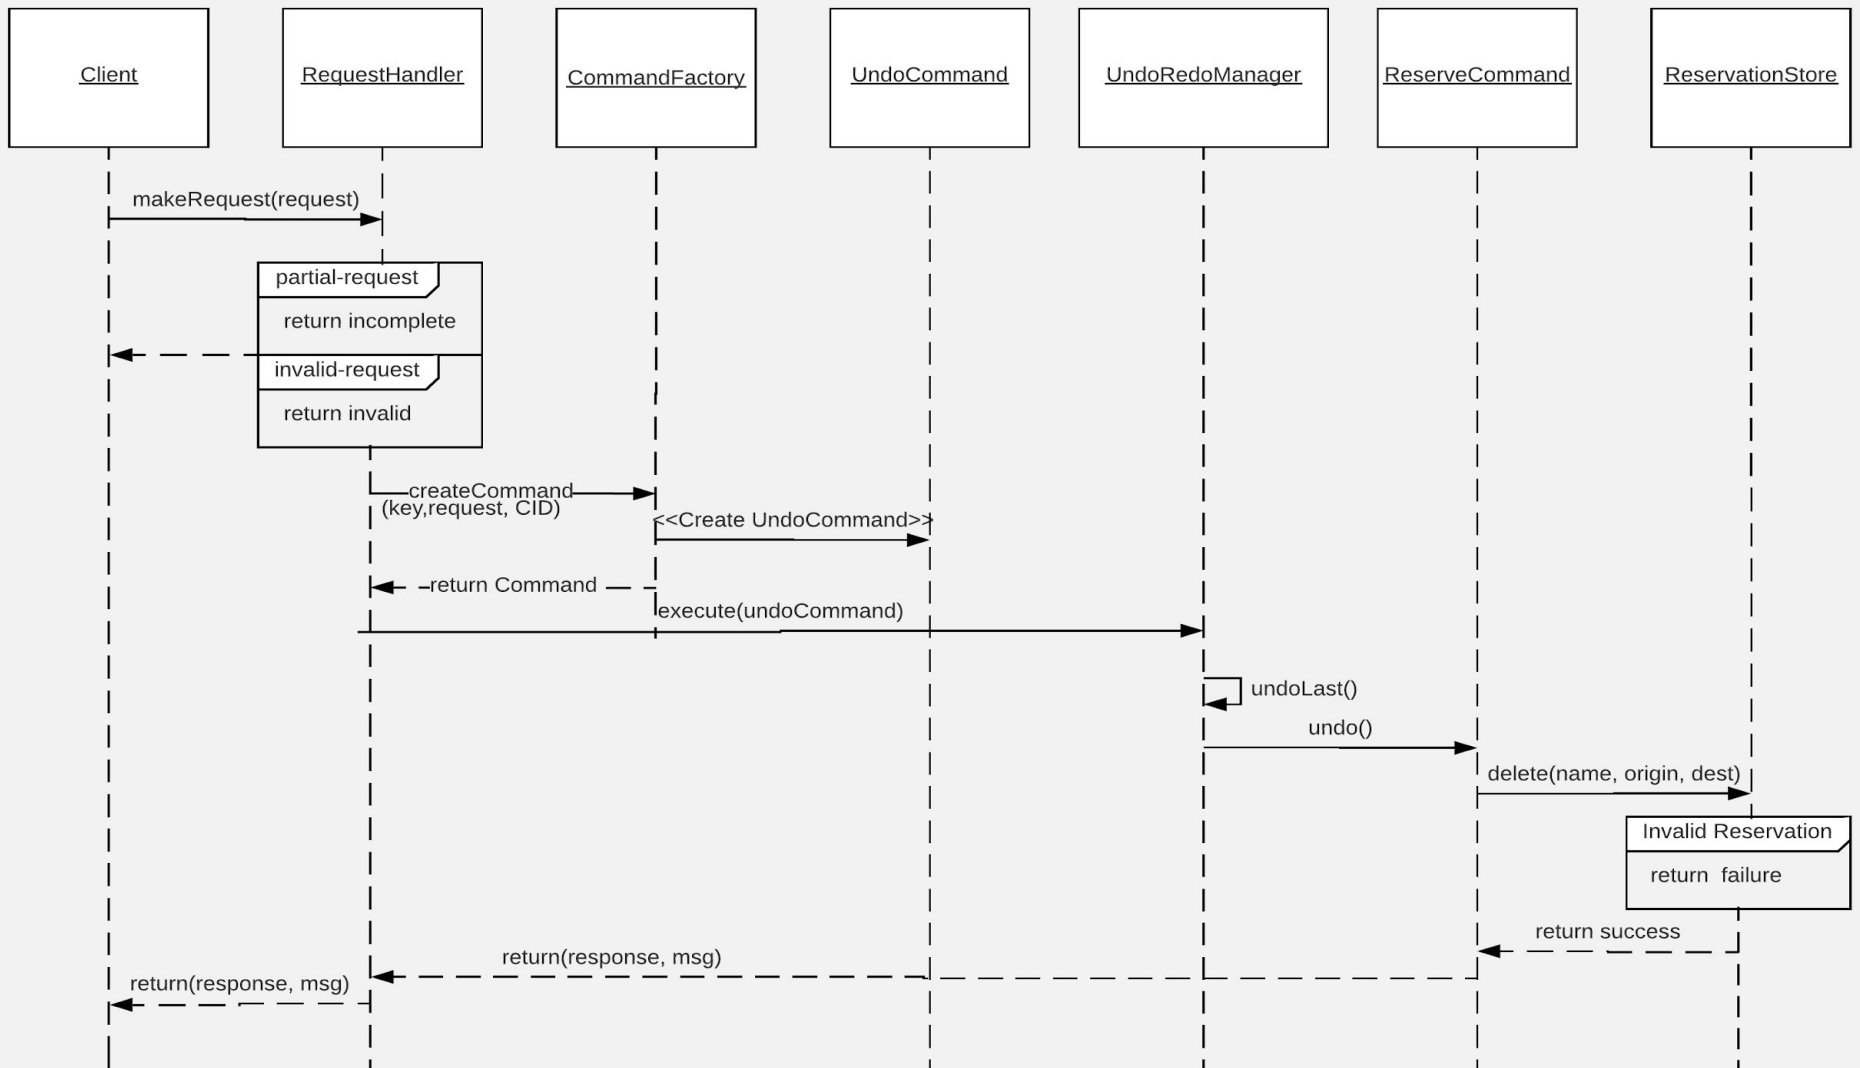 Client
RequestHandler
CommandFactory
UndoCommand
UndoRedoManager
ReserveCommand
ReservationStore
makeRequest(request)
partial-request
return incomplete
invalid-request
return invalid
createCommand
(key,request, CID)
<<Create UndoCommand>>
return Command
execute(undoCommand)
undoLast()
undo()
delete(name, origin, dest)
Invalid Reservation
return  failure
return success
return(response, msg)
return(response, msg)